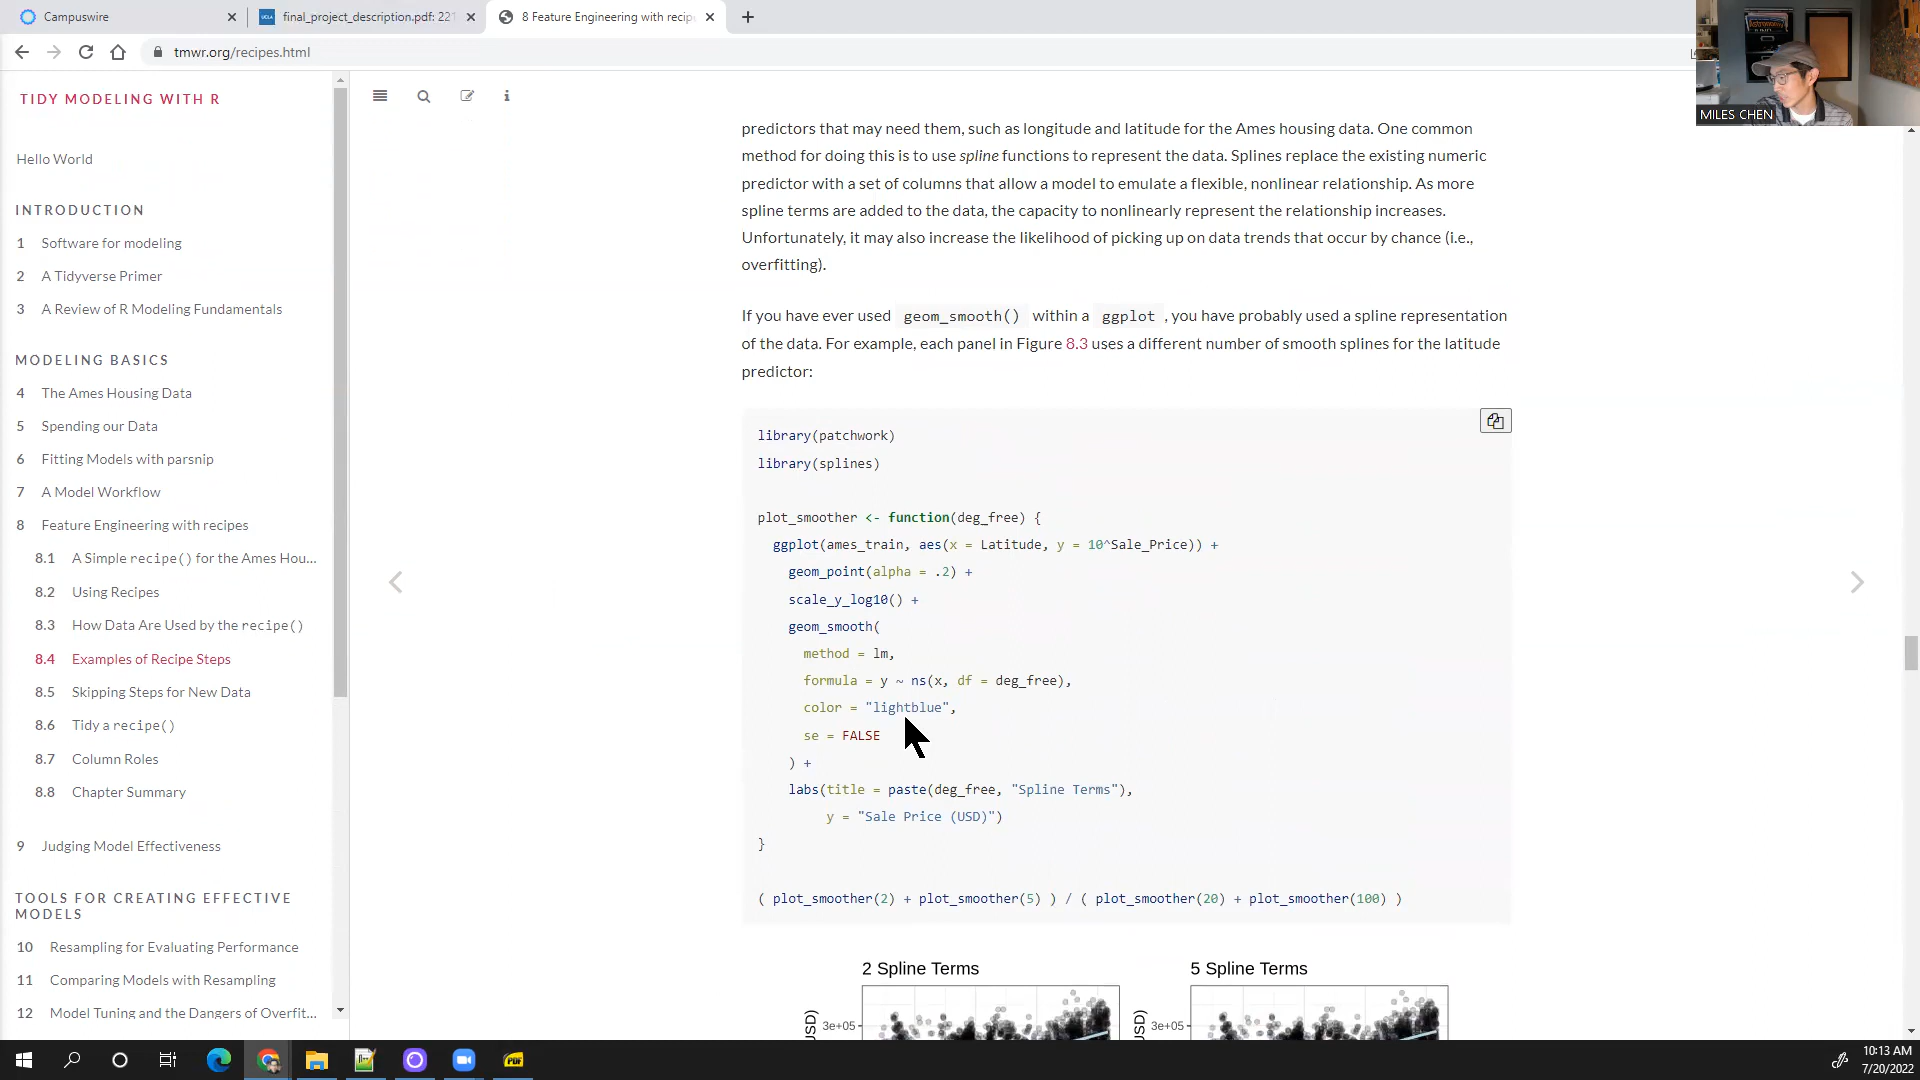 Campuswire
final_project_description.pdf: 221
8 Feature Engineering with recipe
tmwr.org/recipes.html
MILES CHEN
TIDY MODELING WITH R
Hello World
INTRODUCTION
1 Software for modeling
2 A Tidyverse Primer
3 A Review of R Modeling Fundamentals
MODELING BASICS
4 The Ames Housing Data
5 Spending our Data
6 Fitting Models with parsnip
7 A Model Workflow
8 Feature Engineering with recipes
8.1 A Simple recipe() for the Ames Hou...
8.2 Using Recipes
8.3 How Data Are Used by the recipe()
8.4 Examples of Recipe Steps
8.5 Skipping Steps for New Data
8.6 Tidy a recipe()
8.7 Column Roles
8.8 Chapter Summary
9 Judging Model Effectiveness
TOOLS FOR CREATING EFFECTIVE
MODELS
10 Resampling for Evaluating Performance
11 Comparing Models with Resampling
12 Model Tuning and the Dangers of Overfit...
predictors that may need them, such as longitude and latitude for the Ames housing data. One common
method for doing this is to use spline functions to represent the data. Splines replace the existing numeric
predictor with a set of columns that allow a model to emulate a flexible, nonlinear relationship. As more
spline terms are added to the data, the capacity to nonlinearly represent the relationship increases.
Unfortunately, it may also increase the likelihood of picking up on data trends that occur by chance (i.e.,
overfitting).
If you have ever used geom_smooth() within a ggplot , you have probably used a spline representation
of the data. For example, each panel in Figure 8.3 uses a different number of smooth splines for the latitude
predictor:
library(patchwork)
library(splines)
plot_smoother <- function(deg_free) {
ggplot(ames_train, aes(x = Latitude, y = 10^Sale_Price)) +
geom_point(alpha = .2) +
scale_y_log10() +
geom_smooth(
method = lm,
formula = y ~ ns(x, df = deg_free),
color = "lightblue",
se = FALSE
) +
labs(title = paste(deg_free, "Spline Terms"),
y = "Sale Price (USD)")
}
( plot_smoother(2) + plot_smoother(5) ) / ( plot_smoother(20) + plot_smoother(100) )
2 Spline Terms
5 Spline Terms
3e+05
3e+05
10:13 AM
7/20/2022